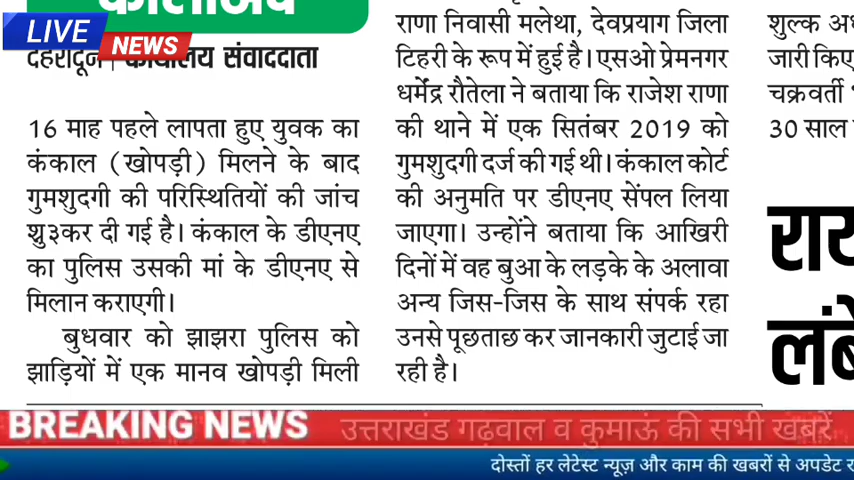 LIVE
NEWS
देहरादून | कार्यालय संवाददाता
16 माह पहले लापता हुए युवक का
कंकाल (खोपड़ी) मिलने के बाद
गुमशुदगी की परिस्थितियों की जांच
श्रु३कर दी गई है। कंकाल के डीएनए
का पुलिस उसकी मां के डीएनए से
मिलान कराएगी।
बुधवार को झाझरा पुलिस को
झाड़ियों में एक मानव खोपड़ी मिली
राणा निवासी मलेथा, देवप्रयाग जिला
टिहरी के रूप में हुई है। एसओ प्रेमनगर
धर्मेंद्र रौतेला ने बताया कि राजेश राणा
की थाने में एक सितंबर 2019 को
गुमशुदगी दर्ज की गई थी। कंकाल कोर्ट
की अनुमति पर डीएनए सेंपल लिया
जाएगा। उन्होंने बताया कि आखिरी
दिनों में वह बुआ के लड़के के अलावा
अन्य जिस-जिस के साथ संपर्क रहा
उनसे पूछताछ कर जानकारी जुटाई जा
रही है।
शुल्क
जारी किए
चक्रवर्ती
30 साल
BREAKING NEWS
उत्तराखंड गढ़वाल व कुमाऊं की सभी खबरें
दोस्तों हर लेटेस्ट न्यूज़ और काम की खबरों से अपडेट